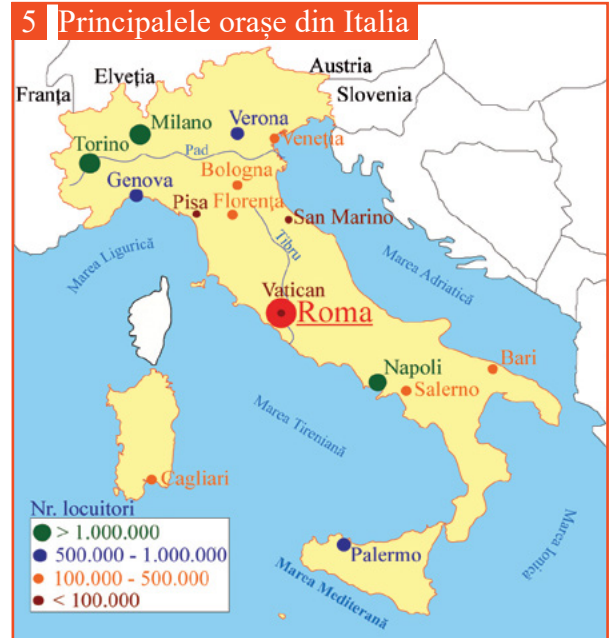 5 Principalele orașe din Italia
Austria
Elveția
Slovenia
Franța
Milano
Verona
Veneția
Torino
Pad
Bologna
Genova
Pisa
Florența
San Marino
Tibru
Marea Ligurică
Marea Adriatică
Vatican
Roma
Napoli
Bari
Salerno
Marea Tireniană
Cagliari
Nr. locuitori
> 1.000.000
500.000 - 1.000.000
100.000 - 500.000
< 100.000
Palermo
Marea Ionică
Marea Mediterană